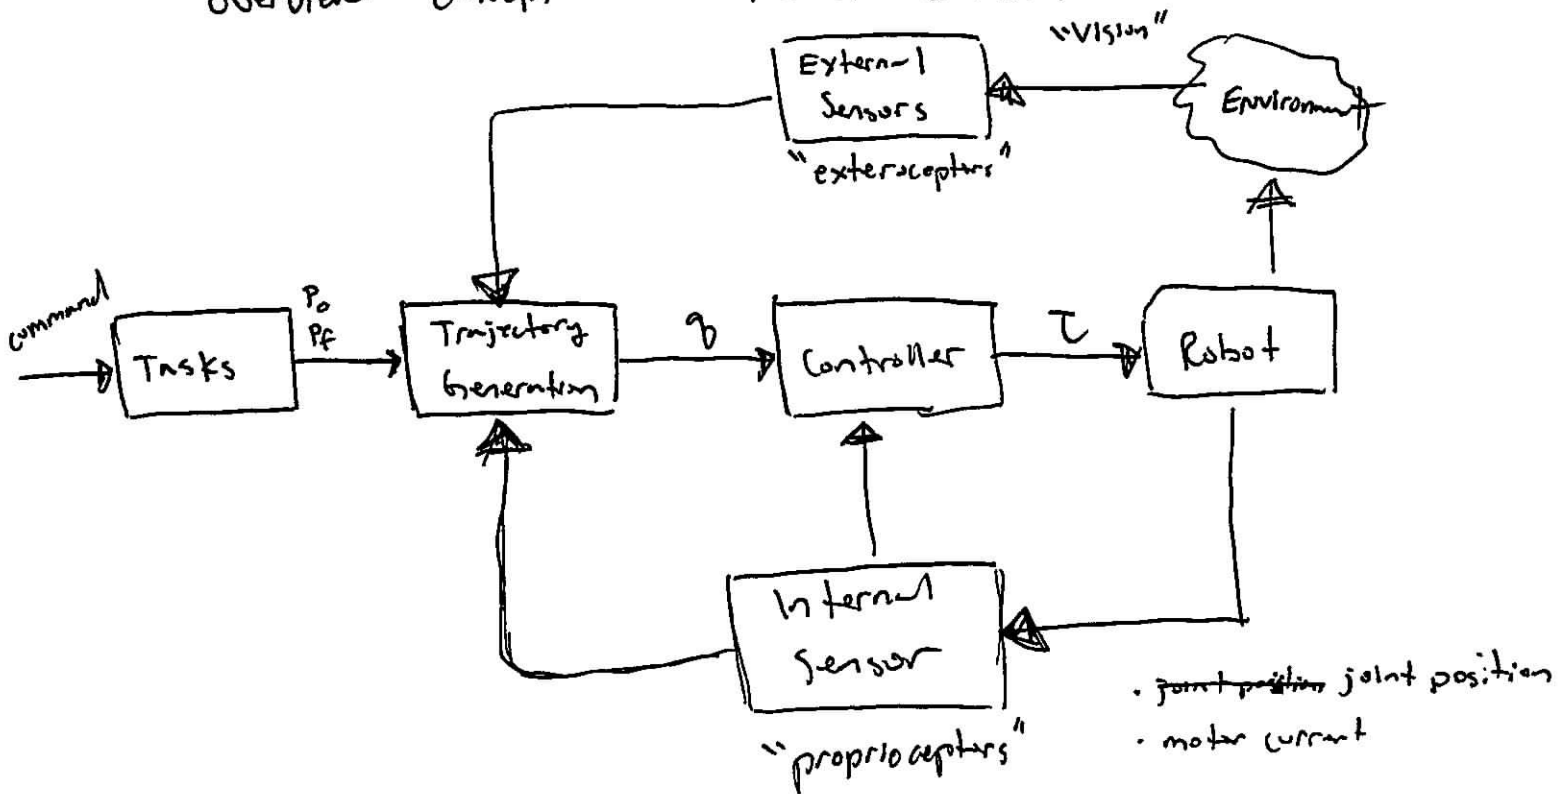 "Vision"
External
Sensors
Environment
"exteroceptors"
command
Tasks
P₀
Pf
Trajectory
Generation
q
Controller
τ
Robot
Internal
Sensor
"proprioceptors"
· joint position joint position
· motor current